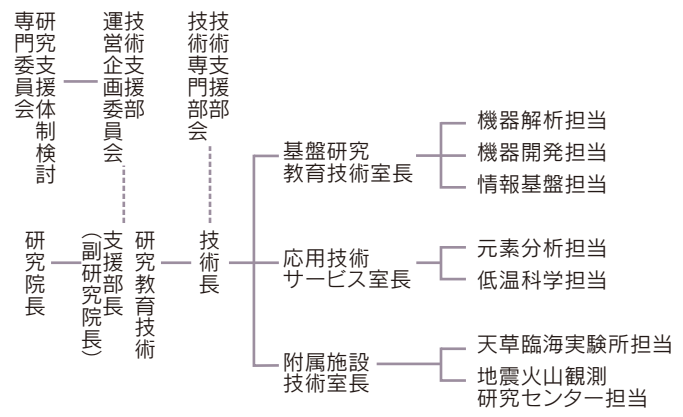 研究支援体制検討
専門委員会
技術支援部
運営企画委員会
技術支援部
技術専門部会
研究院長
研究教育技術
支援部長
（副研究院長）
技術長
基盤研究
教育技術室長
機器解析担当
機器開発担当
情報基盤担当
応用技術
サービス室長
元素分析担当
低温科学担当
附属施設
技術室長
天草臨海実験所担当
地震火山観測
研究センター担当